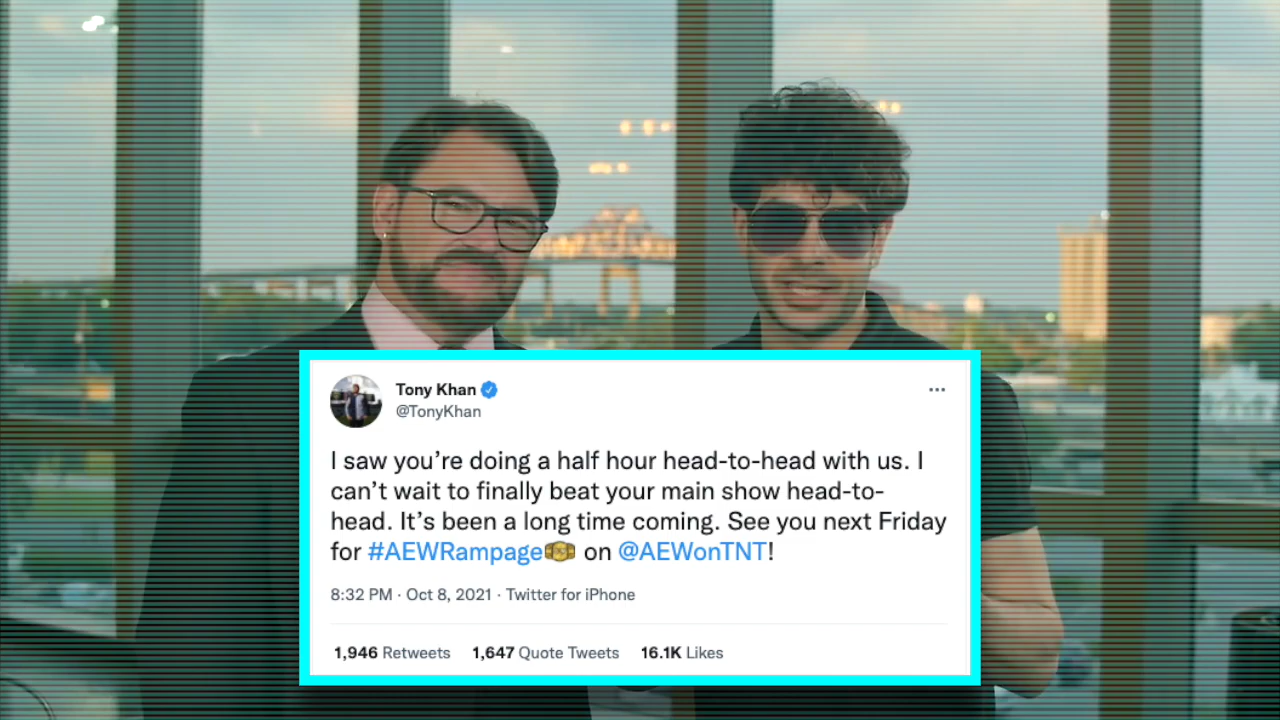 Tony Khan
@TonyKhan
I saw you’re doing a half hour head-to-head with us. I
can’t wait to finally beat your main show head-to-
head. It’s been a long time coming. See you next Friday
for #AEWRampage on @AEWonTNT!
8:32 PM · Oct 8, 2021 · Twitter for iPhone
1,946 Retweets 1,647 Quote Tweets 16.1K Likes